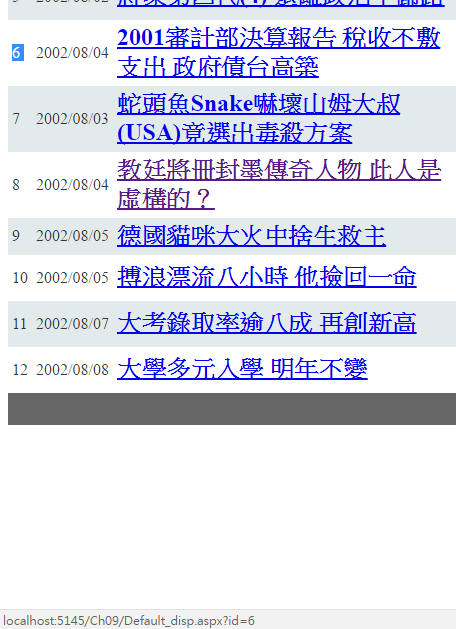 6 2002/08/04 2001審計部決算報告 稅收不敷
支出 政府債台高築
7 2002/08/03 蛇頭魚Snake嚇壞山姆大叔
(USA)竟選出毒殺方案
8 2002/08/04 教廷將冊封墨傳奇人物 此人是
虛構的？
9 2002/08/05 德國貓咪大火中捨生救主
10 2002/08/05 搏浪漂流八小時 他撿回一命
11 2002/08/07 大考錄取率逾八成 再創新高
12 2002/08/08 大學多元入學 明年不變
localhost:5145/Ch09/Default_disp.aspx?id=6